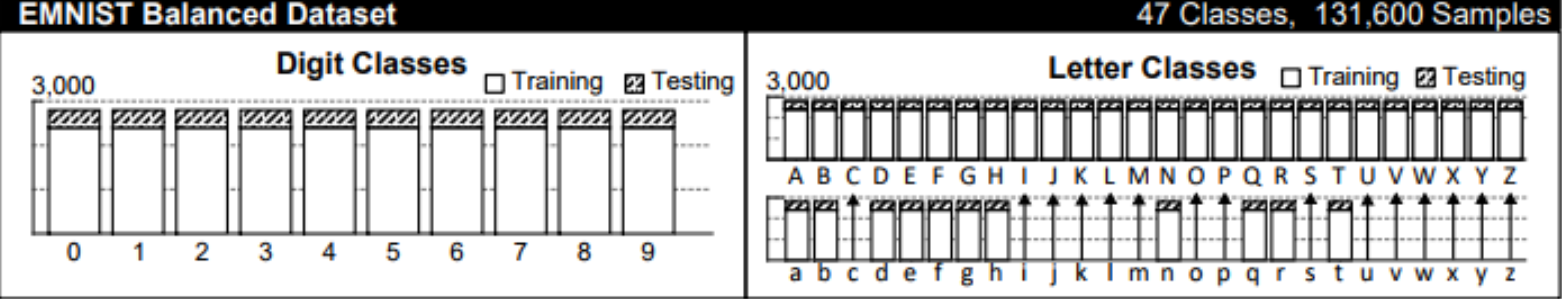 EMNIST Balanced Dataset 47 Classes, 131,600 Samples
Digit Classes
3,000 Training Testing
0 1 2 3 4 5 6 7 8 9
Letter Classes
3,000 Training Testing
A B C D E F G H I J K L M N O P Q R S T U V W X Y Z
a b c d e f g h i j k l m n o p q r s t u v w x y z